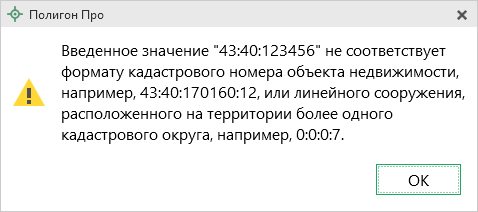 Полигон Про
Введенное значение "43:40:123456" не соответствует
формату кадастрового номера объекта недвижимости,
например, 43:40:170160:12, или линейного сооружения,
расположенного на территории более одного
кадастрового округа, например, 0:0:0:7.
OK